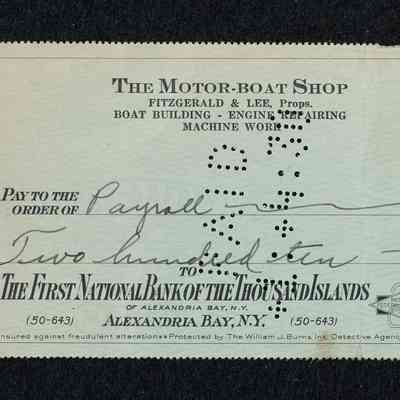 THE MOTOR-BOAT SHOP
FITZGERALD & LEE, Props.
BOAT BUILDING - ENGINE REPAIRING
MACHINE WORK
PAY TO THE
ORDER OF Payroll
Two hundred ten
TO
THE FIRST NATIONAL BANK OF THE THOUSAND ISLANDS
OF ALEXANDRIA BAY, N.Y.
(50-643) ALEXANDRIA BAY, N.Y. (50-643)
Insured against fraudulent alterations Protected by The William J. Burns Int. Detective Agen
PAID